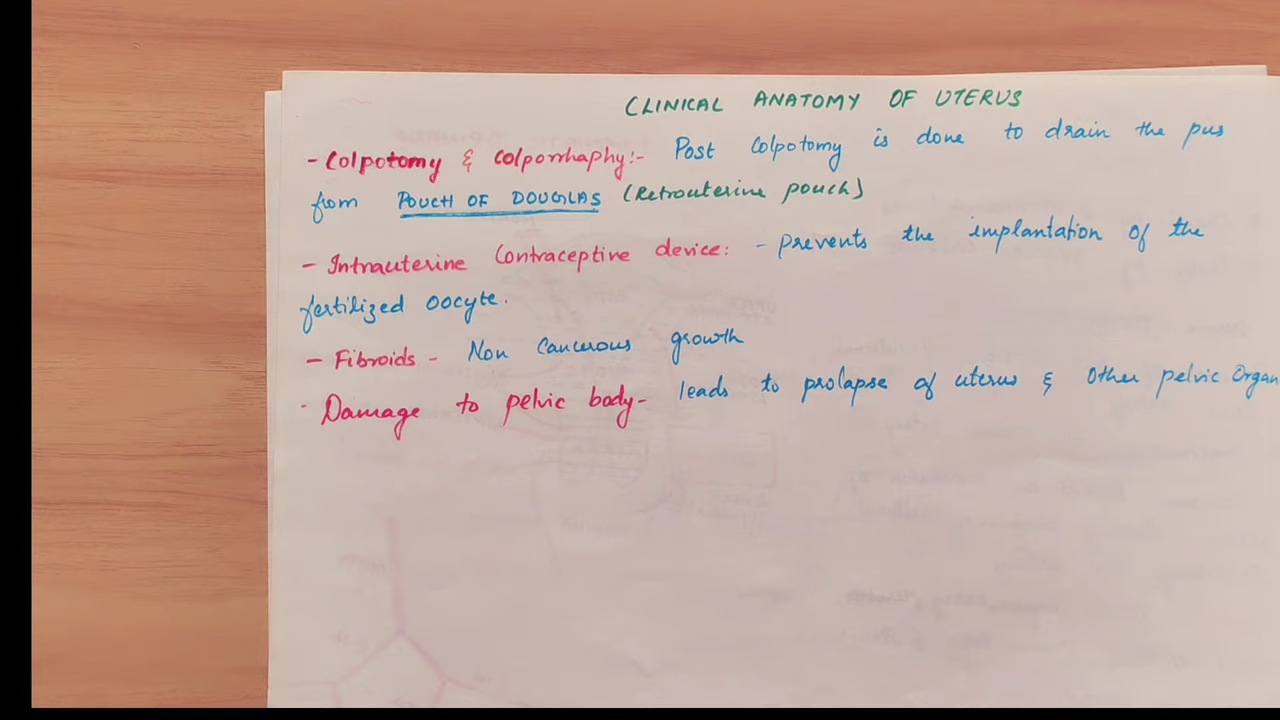 CLINICAL ANATOMY OF UTERUS
- Colpotomy & Colporrhaphy:- Post Colpotomy is done to drain the pus
from POUCH OF DOUGLAS (Retrouterine pouch)
- Intrauterine Contraceptive device: - prevents the implantation of the
fertilized oocyte.
- Fibroids - Non Cancerous growth
- Damage to pelvic body- leads to prolapse of uterus & Other pelvic Organ